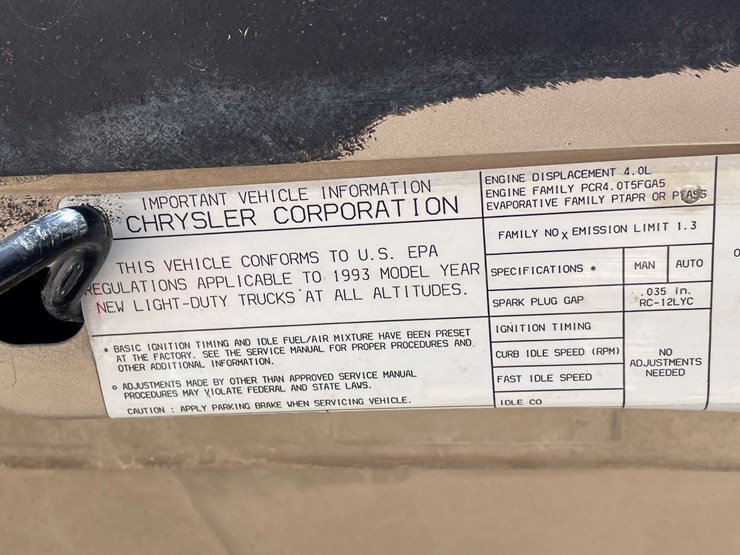 IMPORTANT VEHICLE INFORMATION
CHRYSLER CORPORATION
THIS VEHICLE CONFORMS TO U.S. EPA
REGULATIONS APPLICABLE TO 1993 MODEL YEAR
NEW LIGHT-DUTY TRUCKS AT ALL ALTITUDES.
* BASIC IGNITION TIMING AND IDLE FUEL/AIR MIXTURE HAVE BEEN PRESET
AT THE FACTORY. SEE THE SERVICE MANUAL FOR PROPER PROCEDURES AND
OTHER ADDITIONAL INFORMATION.
o ADJUSTMENTS MADE BY OTHER THAN APPROVED SERVICE MANUAL
PROCEDURES MAY VIOLATE FEDERAL AND STATE LAWS.
CAUTION : APPLY PARKING BRAKE WHEN SERVICING VEHICLE.
ENGINE DISPLACEMENT 4.0L
ENGINE FAMILY PCR4.0T5FGA5
EVAPORATIVE FAMILY PTAPR OR PTASS
FAMILY NOx EMISSION LIMIT 1.3
SPECIFICATIONS * MAN AUTO
SPARK PLUG GAP .035 in.
RC-12LYC
IGNITION TIMING
CURB IDLE SPEED (RPM)
FAST IDLE SPEED
IDLE CO
NO
ADJUSTMENTS
NEEDED